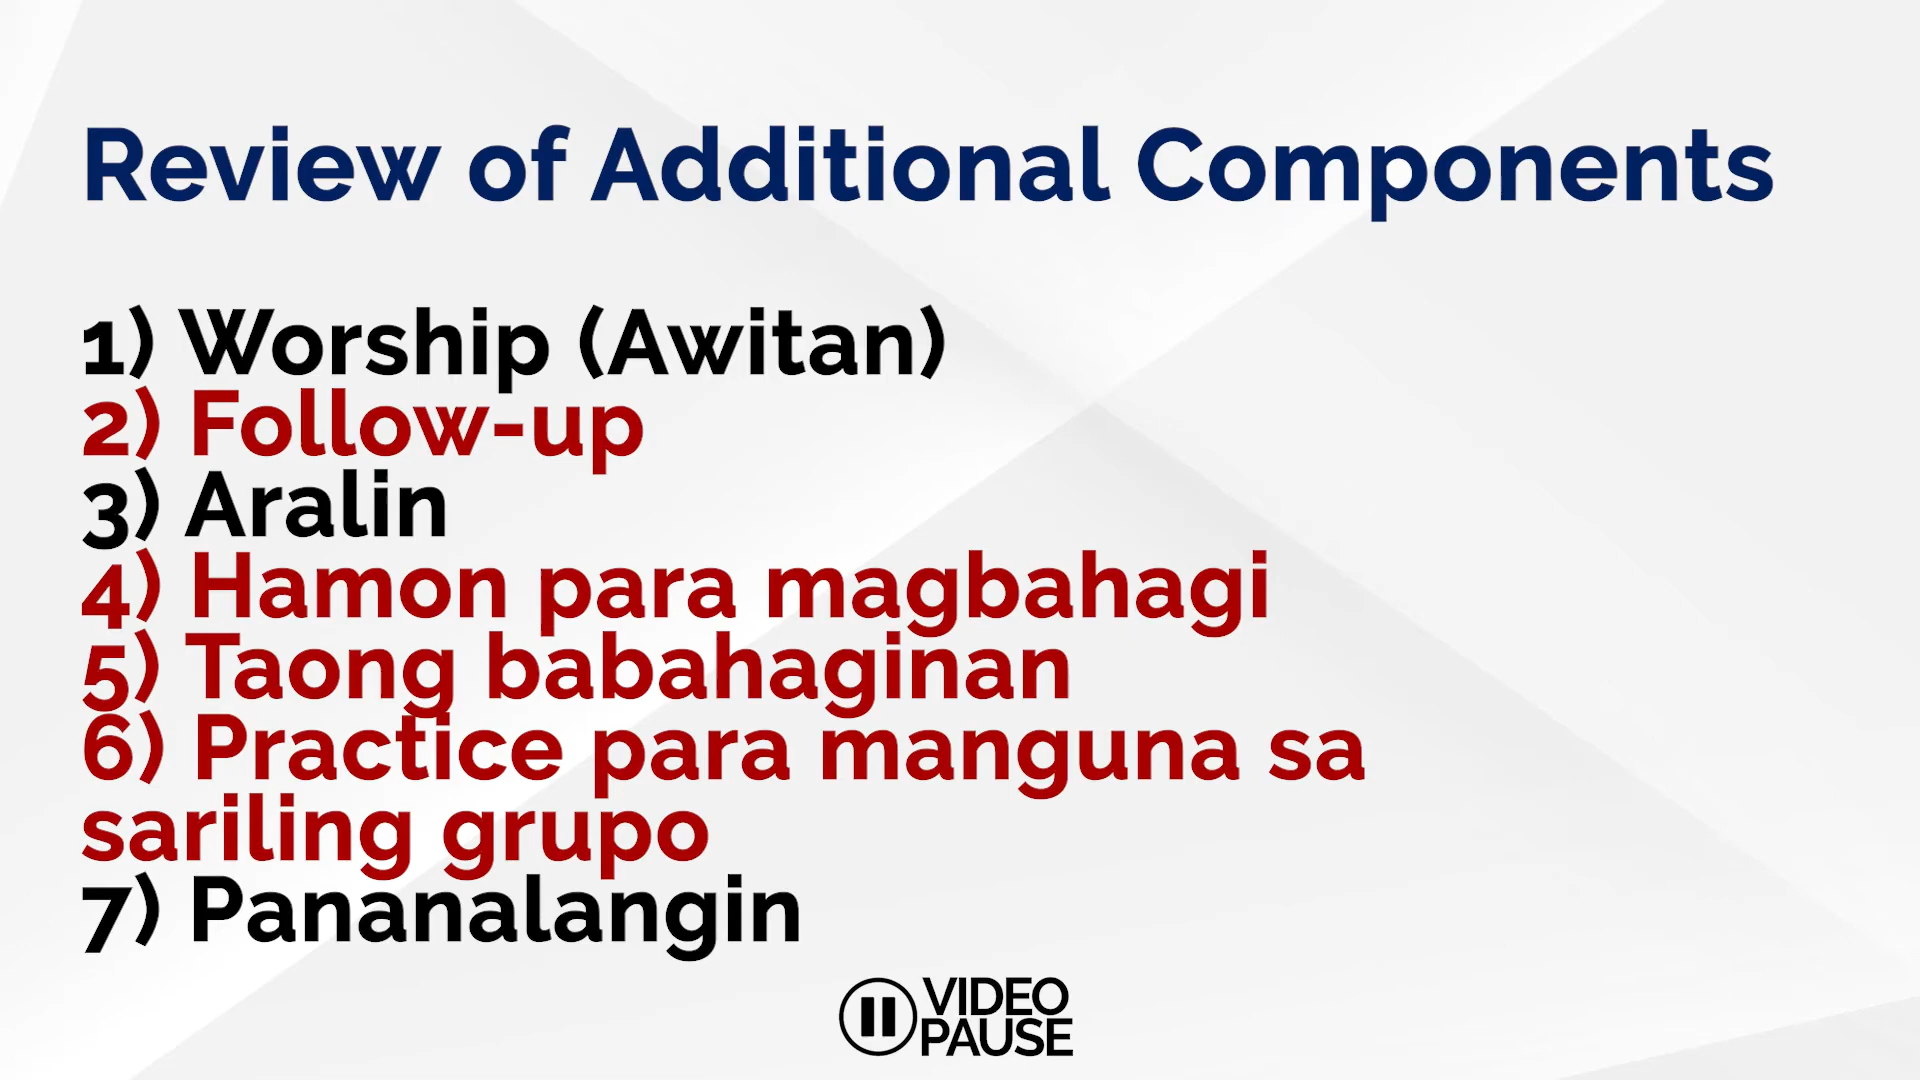 Review of Additional Components
1) Worship (Awitan)
2) Follow-up
3) Aralin
4) Hamon para magbahagi
5) Taong babahaginan
6) Practice para manguna sa
sariling grupo
7) Pananalangin
VIDEO
PAUSE